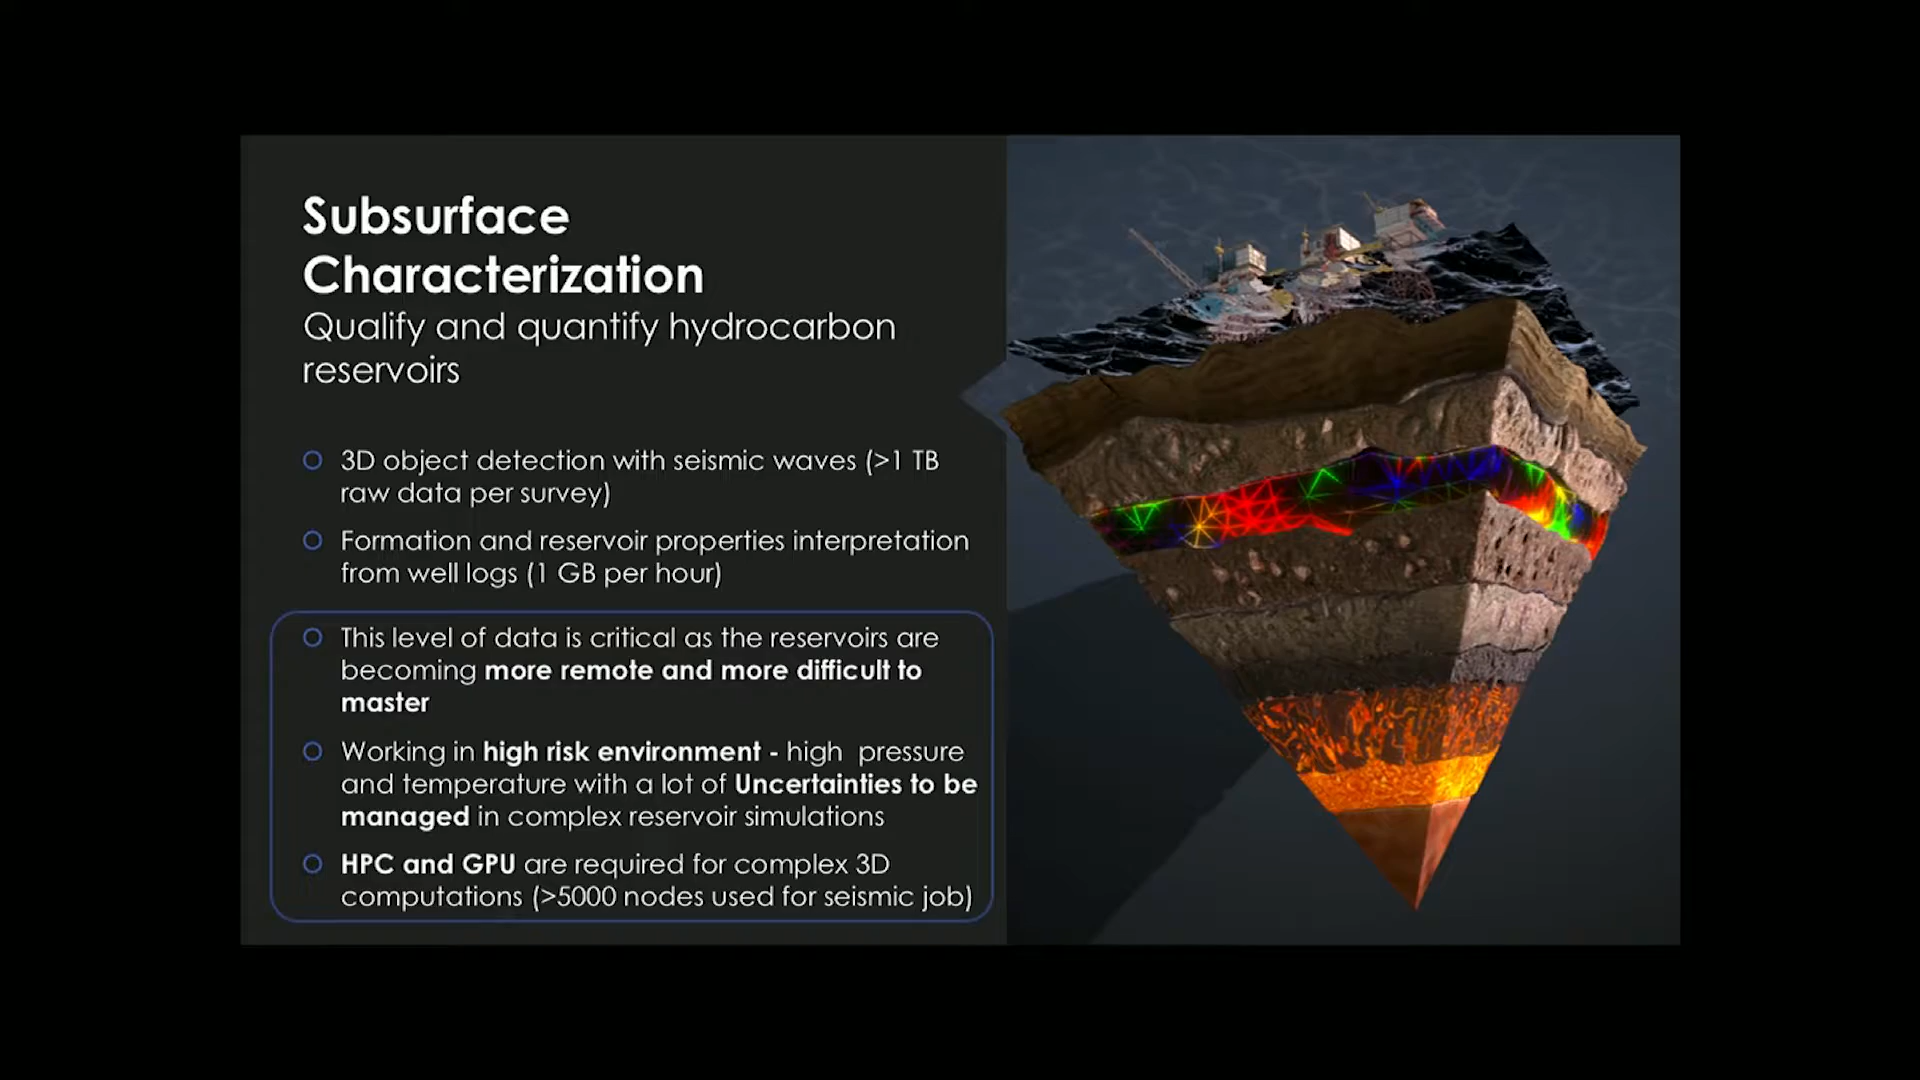 Subsurface
Characterization
Qualify and quantify hydrocarbon
reservoirs
3D object detection with seismic waves (>1 TB
raw data per survey)
Formation and reservoir properties interpretation
from well logs (1 GB per hour)
This level of data is critical as the reservoirs are
becoming more remote and more difficult to
master
Working in high risk environment - high  pressure
and temperature with a lot of Uncertainties to be
managed in complex reservoir simulations
HPC and GPU are required for complex 3D
computations (>5000 nodes used for seismic job)